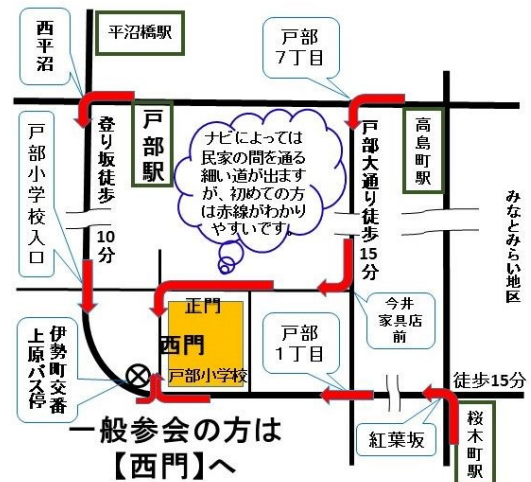 西平沼
平沼橋駅
戸部
7丁目
戸部駅
高島町駅
戸部小学校入口
登り坂徒歩10分
ナビによっては
民家の間を通る
細い道が出ます
が、初めての方
は赤線がわかり
やすいです。
戸部大通り徒歩15分
みなとみらい地区
正門
西門
戸部小学校
今井
家具店
前
伊勢町交番
上原バス停
戸部
1丁目
徒歩15分
紅葉坂
桜木町駅
一般参会の方は
【西門】へ